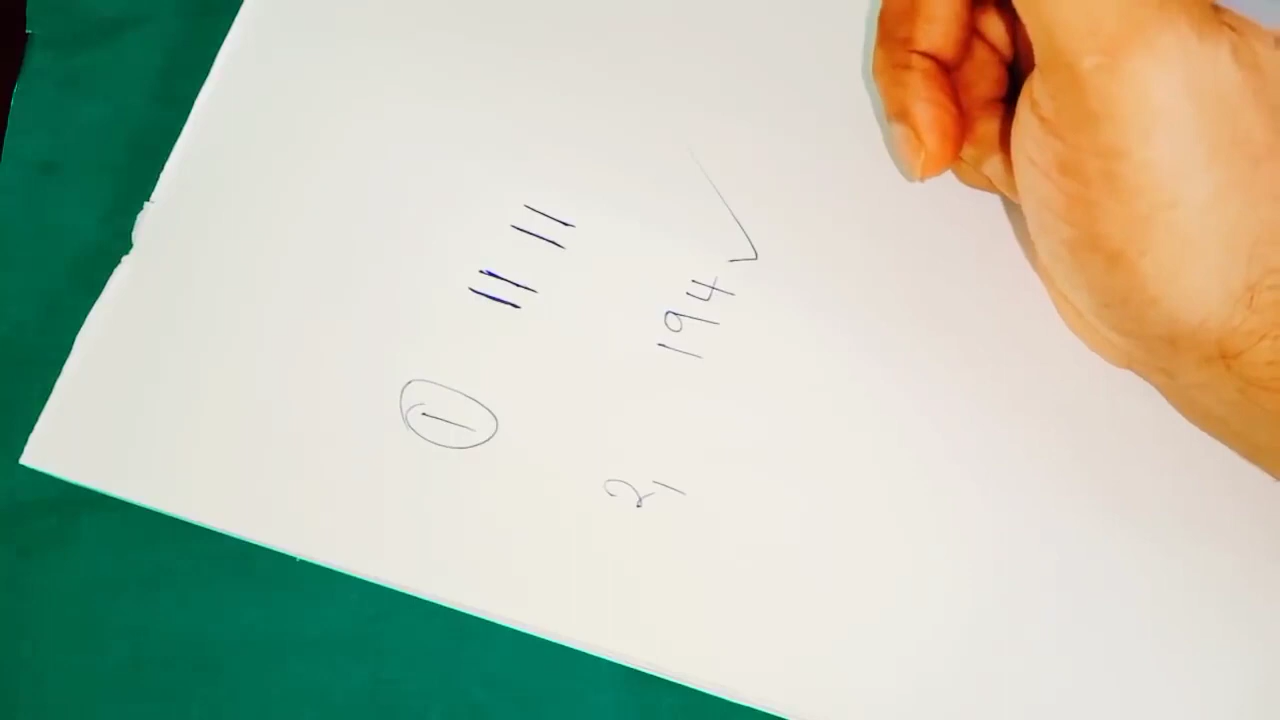 ① 11 11
2, 194 ✓